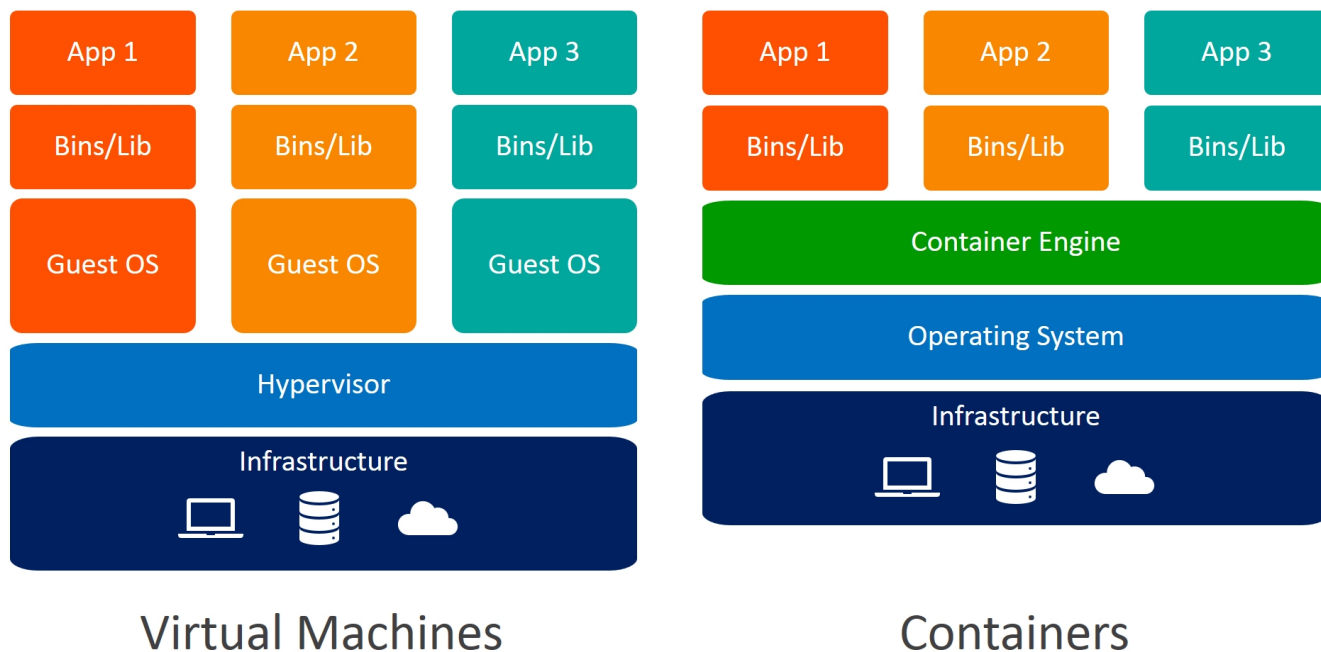 App 1
App 2
App 3
Bins/Lib
Bins/Lib
Bins/Lib
Guest OS
Guest OS
Guest OS
Hypervisor
Infrastructure
Virtual Machines
App 1
App 2
App 3
Bins/Lib
Bins/Lib
Bins/Lib
Container Engine
Operating System
Infrastructure
Containers